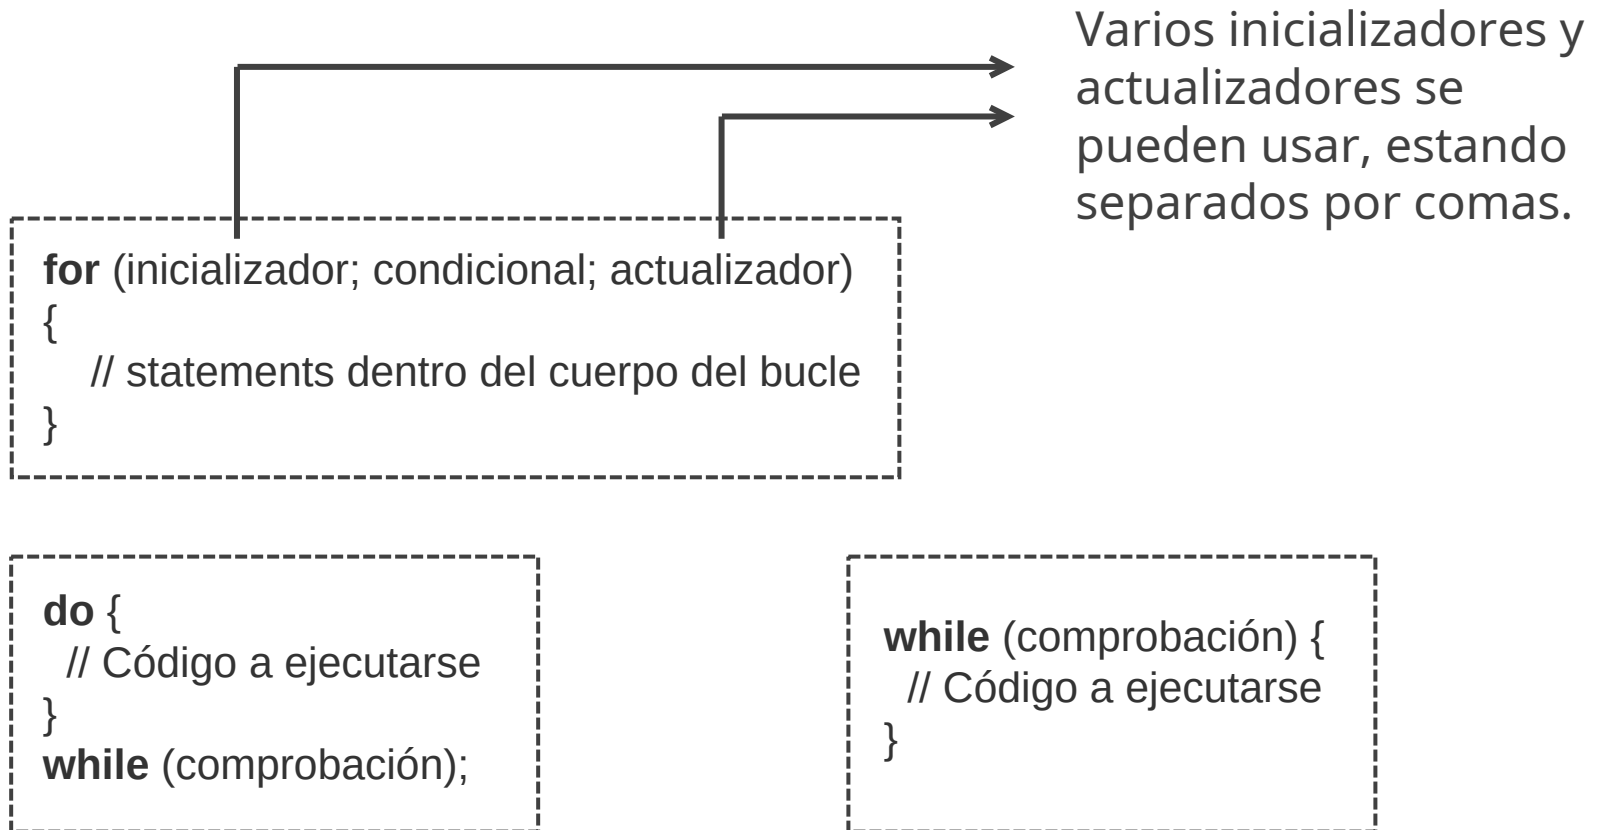 Varios inicializadores y
actualizadores se
pueden usar, estando
separados por comas.
for (inicializador; condicional; actualizador)
{
// statements dentro del cuerpo del bucle
}
do {
// Código a ejecutarse
}
while (comprobación);
while (comprobación) {
// Código a ejecutarse
}